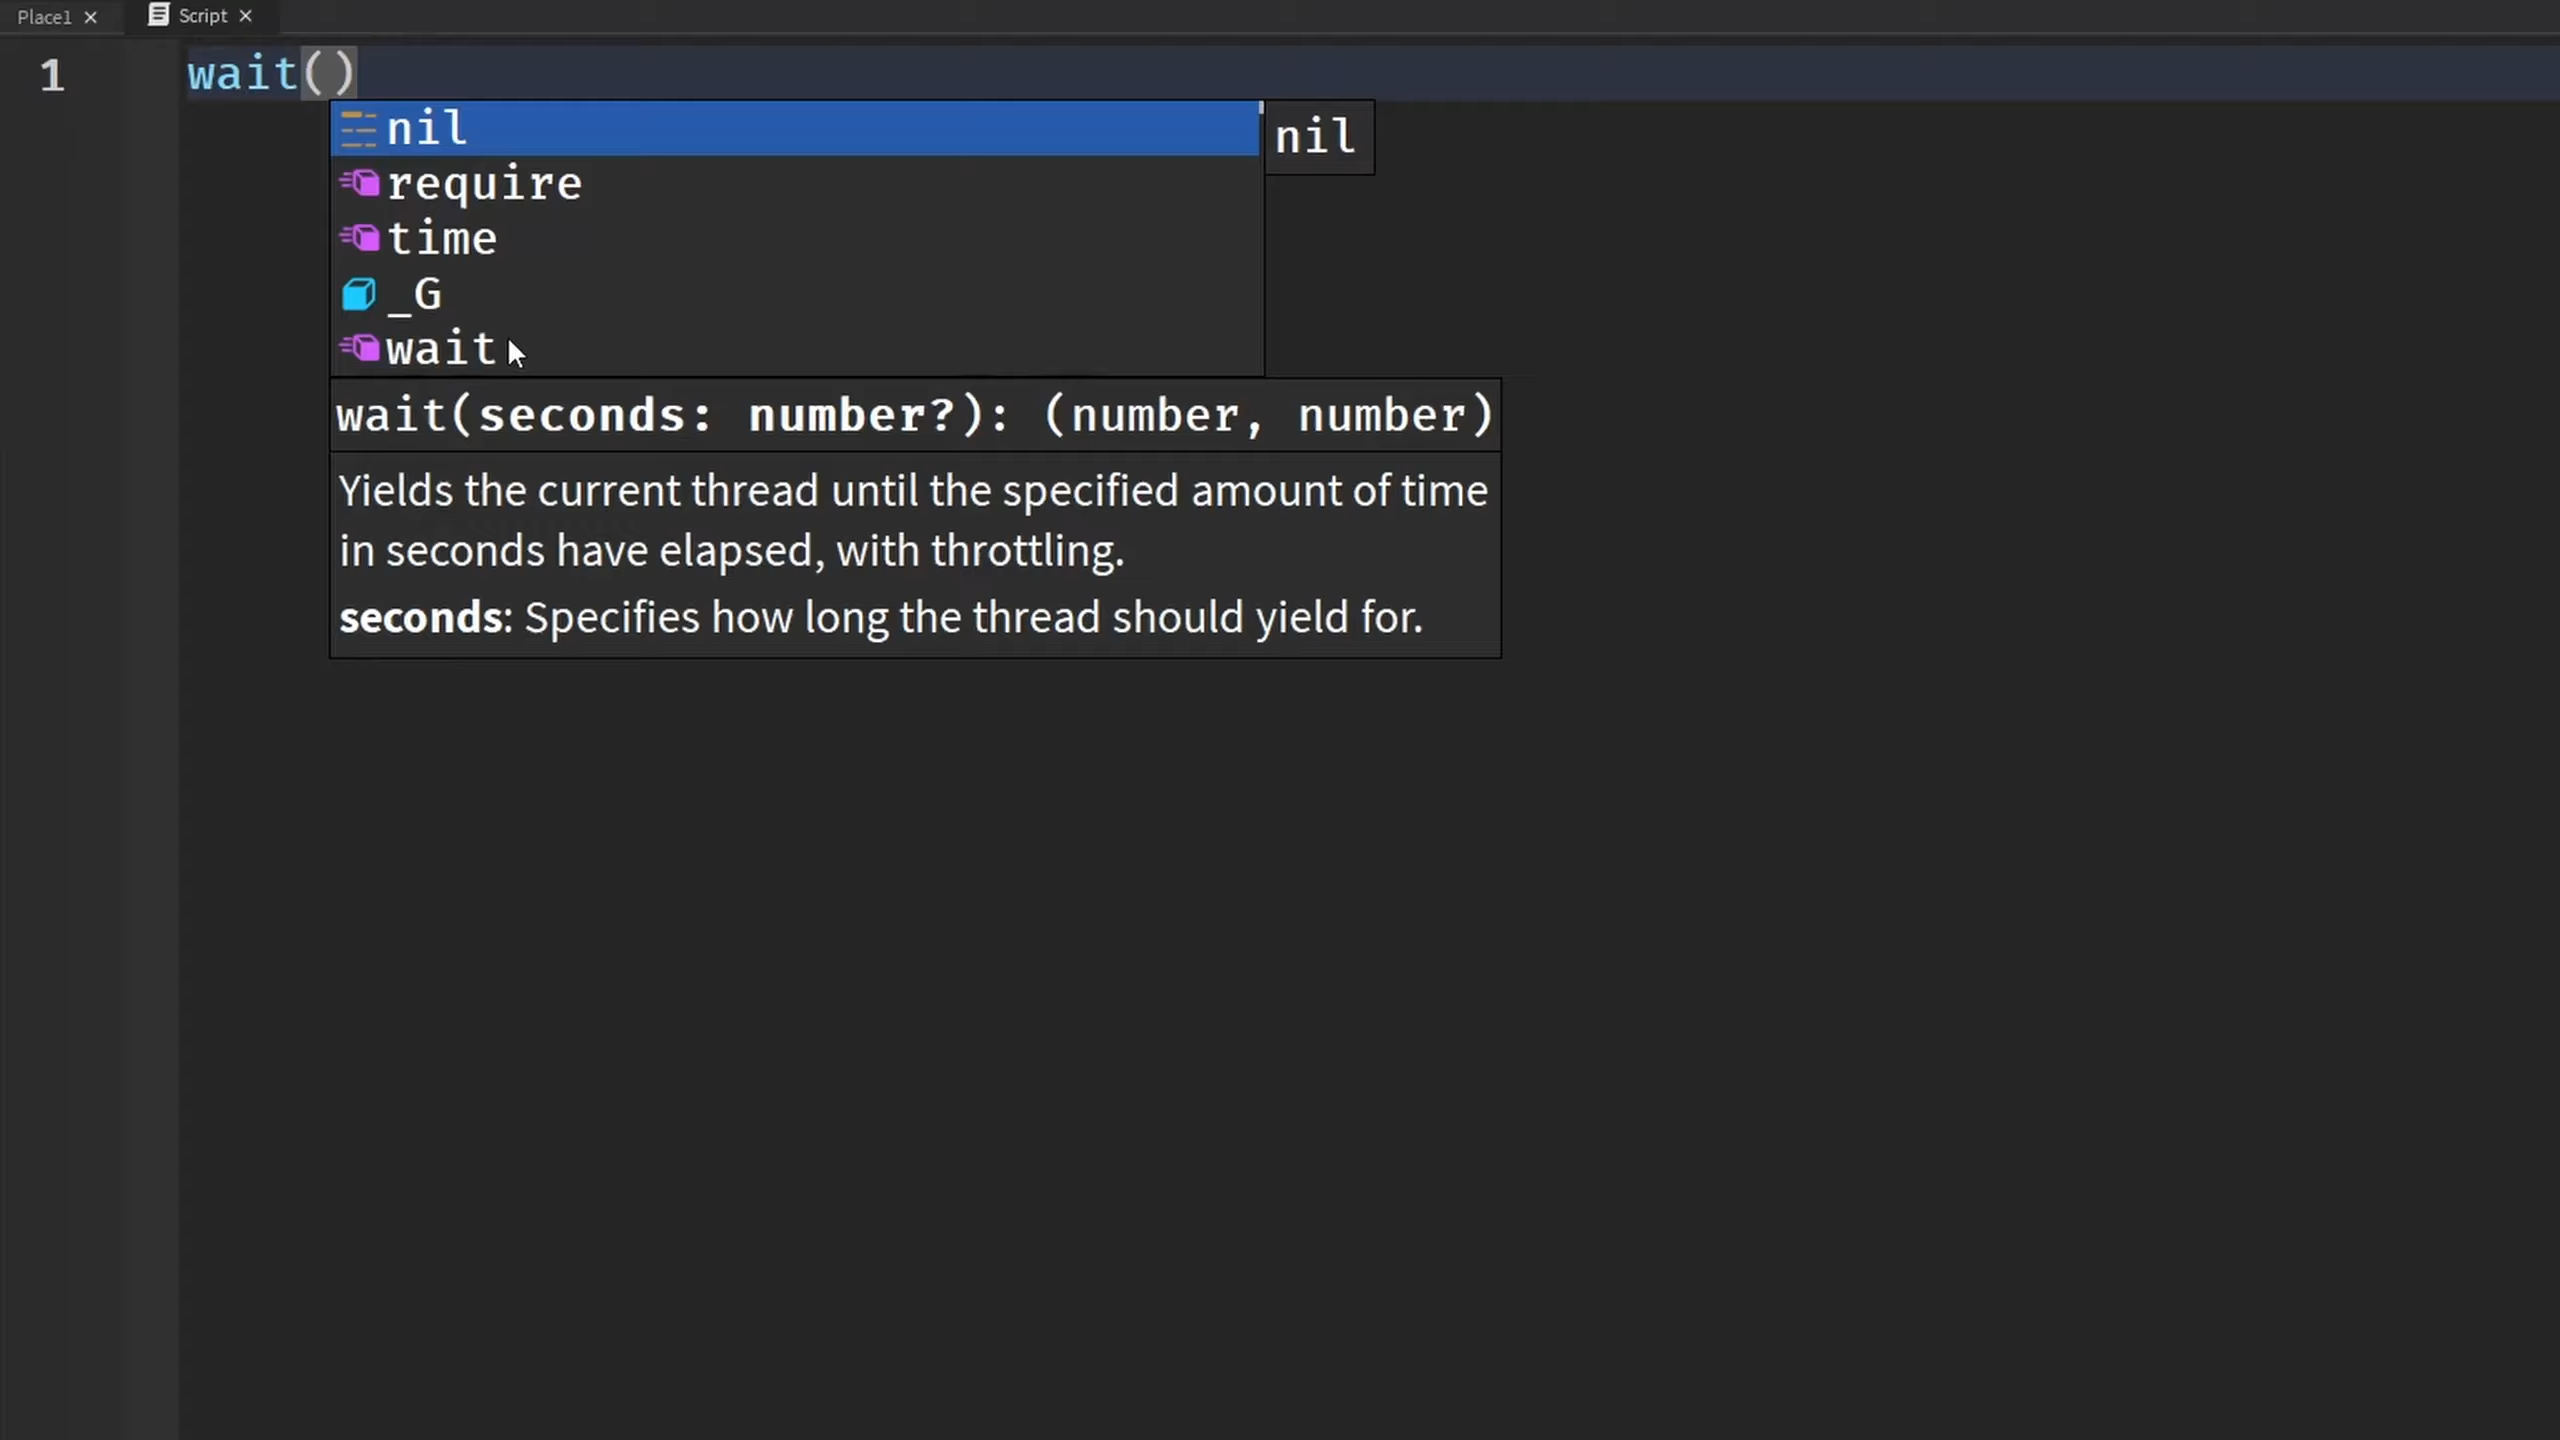 Place1
Script
1
wait()
nil
nil
require
time
_G
wait
wait(seconds: number?): (number, number)
Yields the current thread until the specified amount of time
in seconds have elapsed, with throttling.
seconds: Specifies how long the thread should yield for.